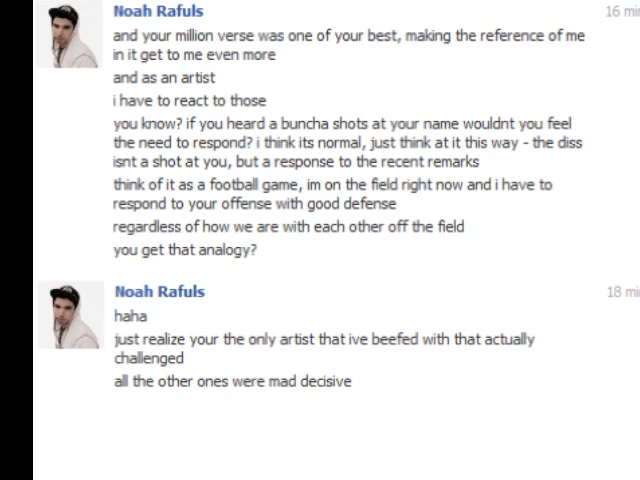 Noah Rafuls
16 min
and your million verse was one of your best, making the reference of me
in it get to me even more
and as an artist
i have to react to those
you know? if you heard a buncha shots at your name wouldnt you feel
the need to respond? i think its normal, just think at it this way - the diss
isnt a shot at you, but a response to the recent remarks
think of it as a football game, im on the field right now and i have to
respond to your offense with good defense
regardless of how we are with each other off the field
you get that analogy?
Noah Rafuls
18 min
haha
just realize your the only artist that ive beefed with that actually
challenged
all the other ones were mad decisive